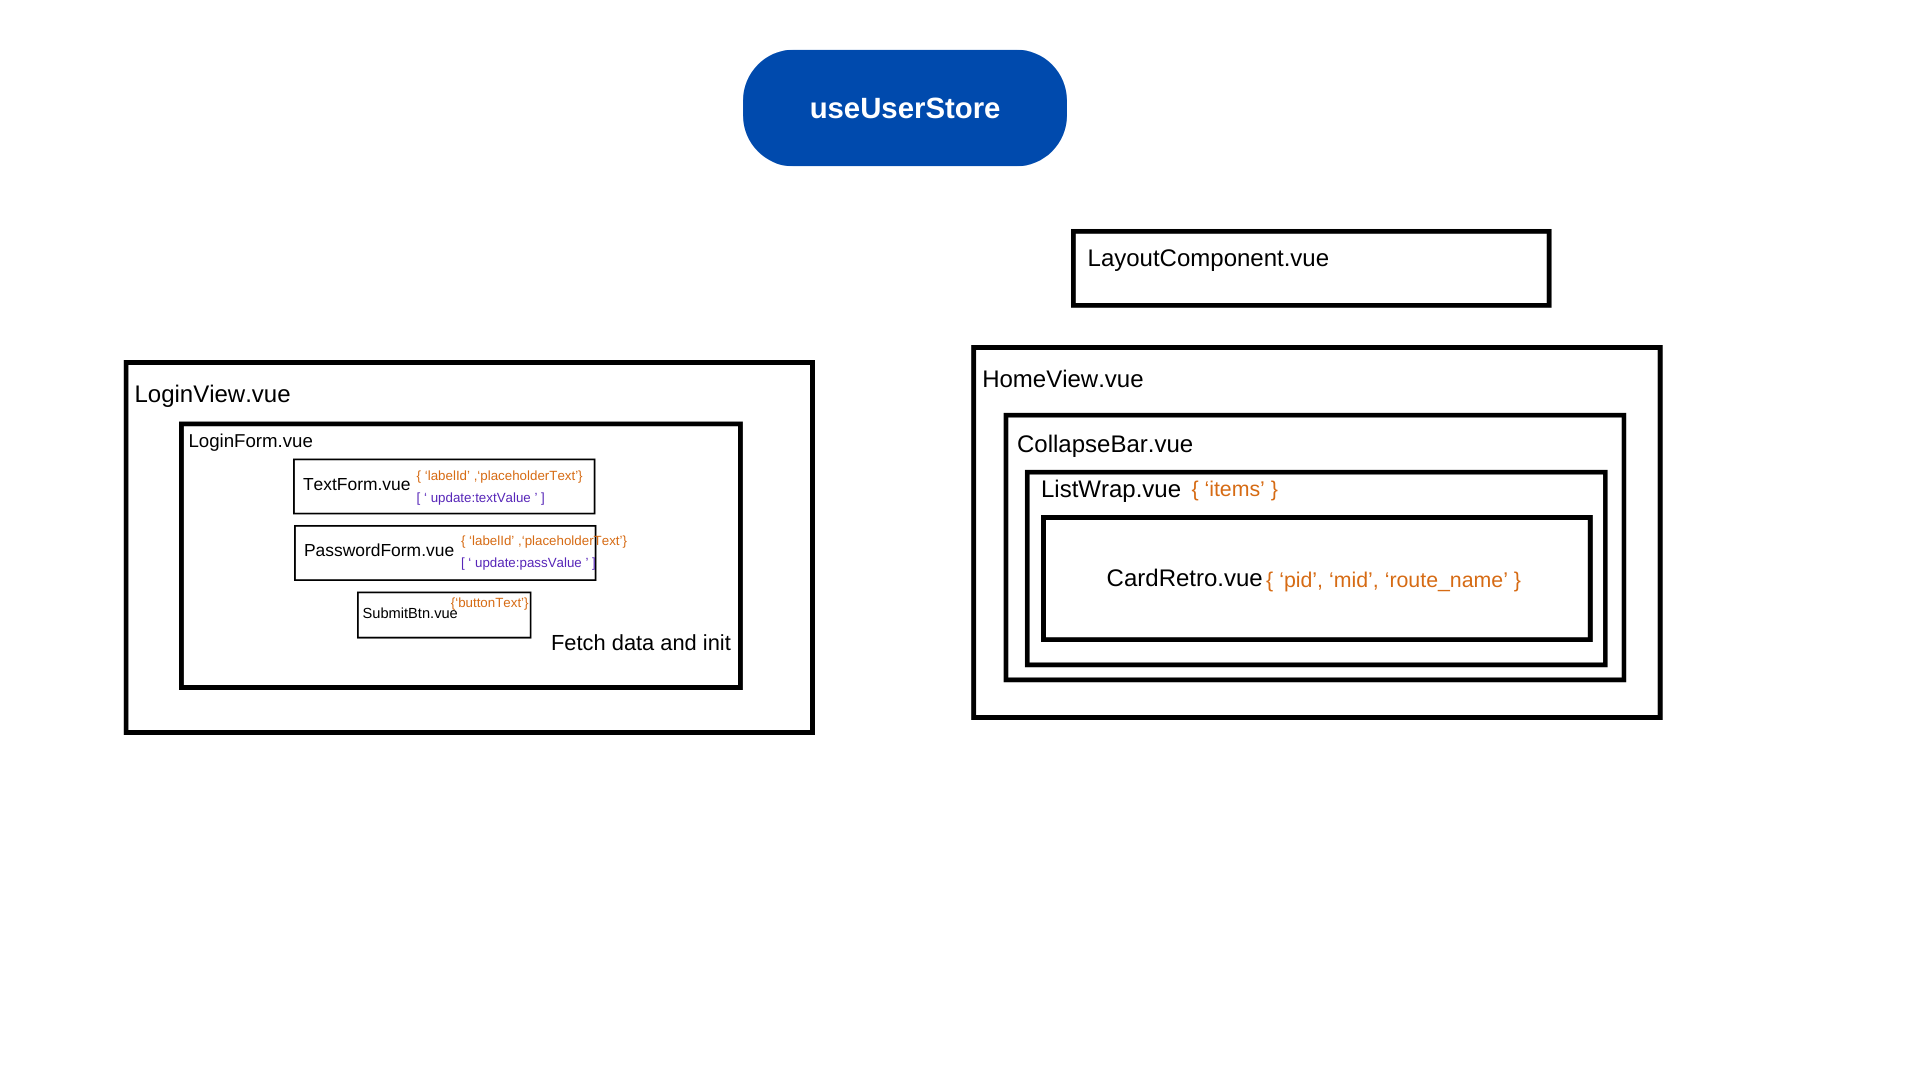 useUserStore
LayoutComponent.vue
LoginView.vue
LoginForm.vue
TextForm.vue { ‘labelId’ ,‘placeholderText’}
[ ‘ update:textValue ’ ]
PasswordForm.vue { ‘labelId’ ,‘placeholderText’}
[ ‘ update:passValue ’ ]
SubmitBtn.vue {‘buttonText’}
Fetch data and init
HomeView.vue
CollapseBar.vue
ListWrap.vue { ‘items’ }
CardRetro.vue { ‘pid’, ‘mid’, ‘route_name’ }